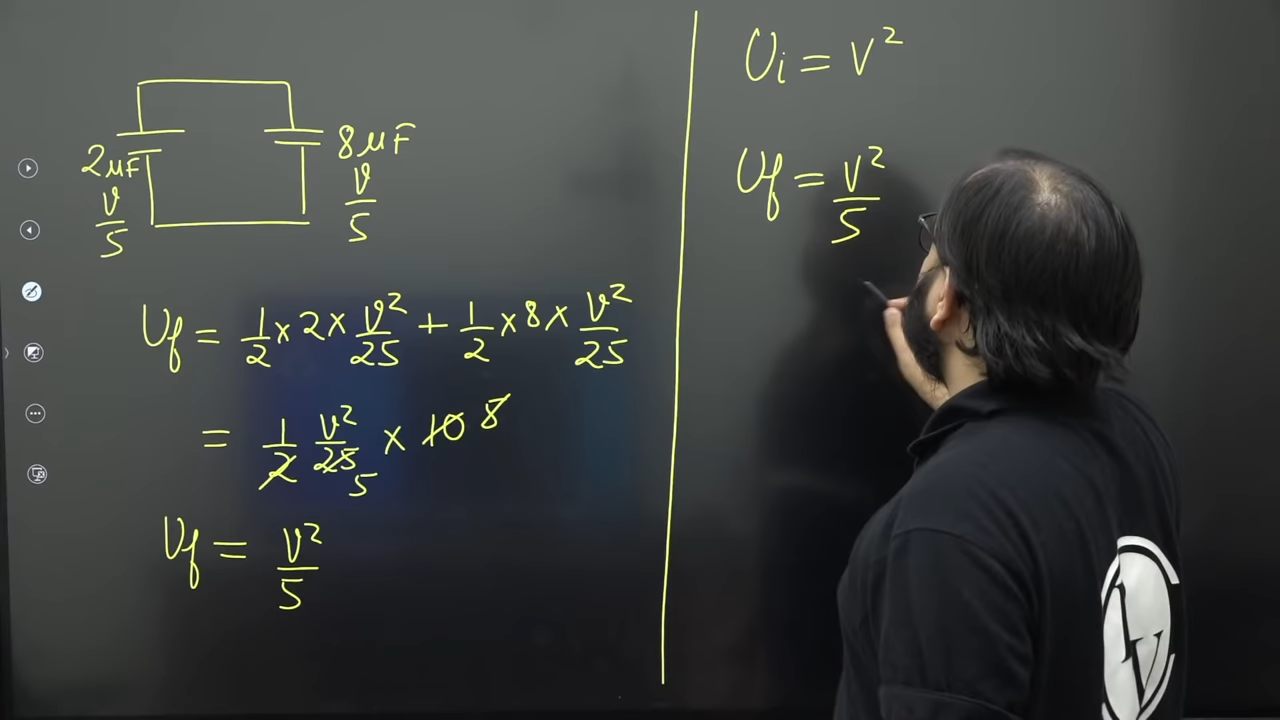 2μF
V/5
8μF
V/5
Uf = 1/2 × 2 × V²/25 + 1/2 × 8 × V²/25
= 1/2 V²/25 5 × 10 5
Uf = V²/5
Ui = V²
Uf = V²/5